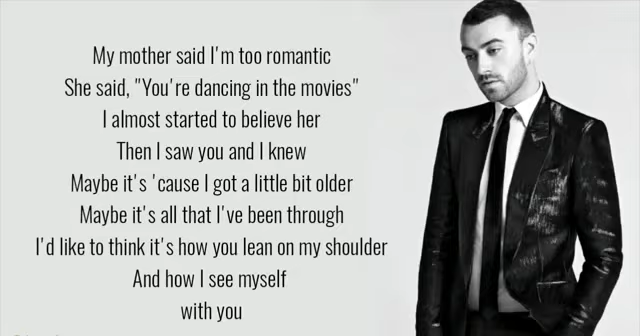 My mother said I'm too romantic
She said, "You're dancing in the movies"
I almost started to believe her
Then I saw you and I knew
Maybe it's 'cause I got a little bit older
Maybe it's all that I've been through
I'd like to think it's how you lean on my shoulder
And how I see myself
with you